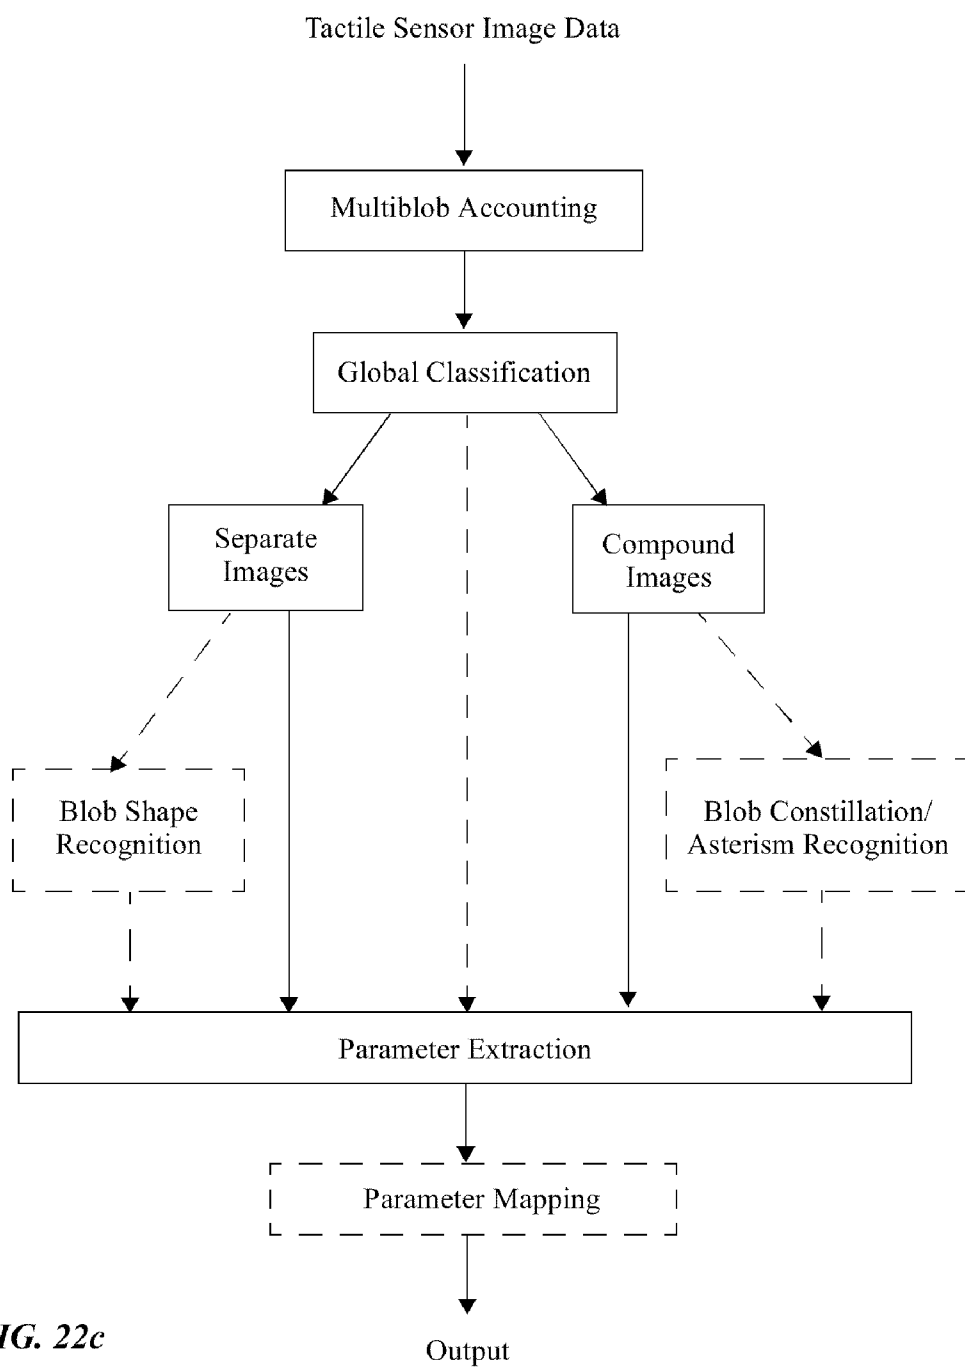 Tactile Sensor Image Data
Multiblob Accounting
Global Classification
Separate
Images
Compound
Images
Blob Shape
Recognition
Blob Constillation/
Asterism Recognition
Parameter Extraction
Parameter Mapping
IG. 22c
Output